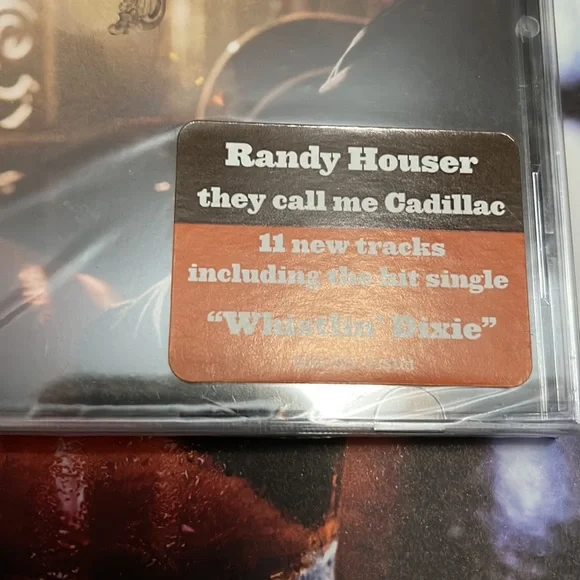 Randy Houser
they call me Cadillac
11 new tracks
including the hit single
“Whistlin’ Dixie”